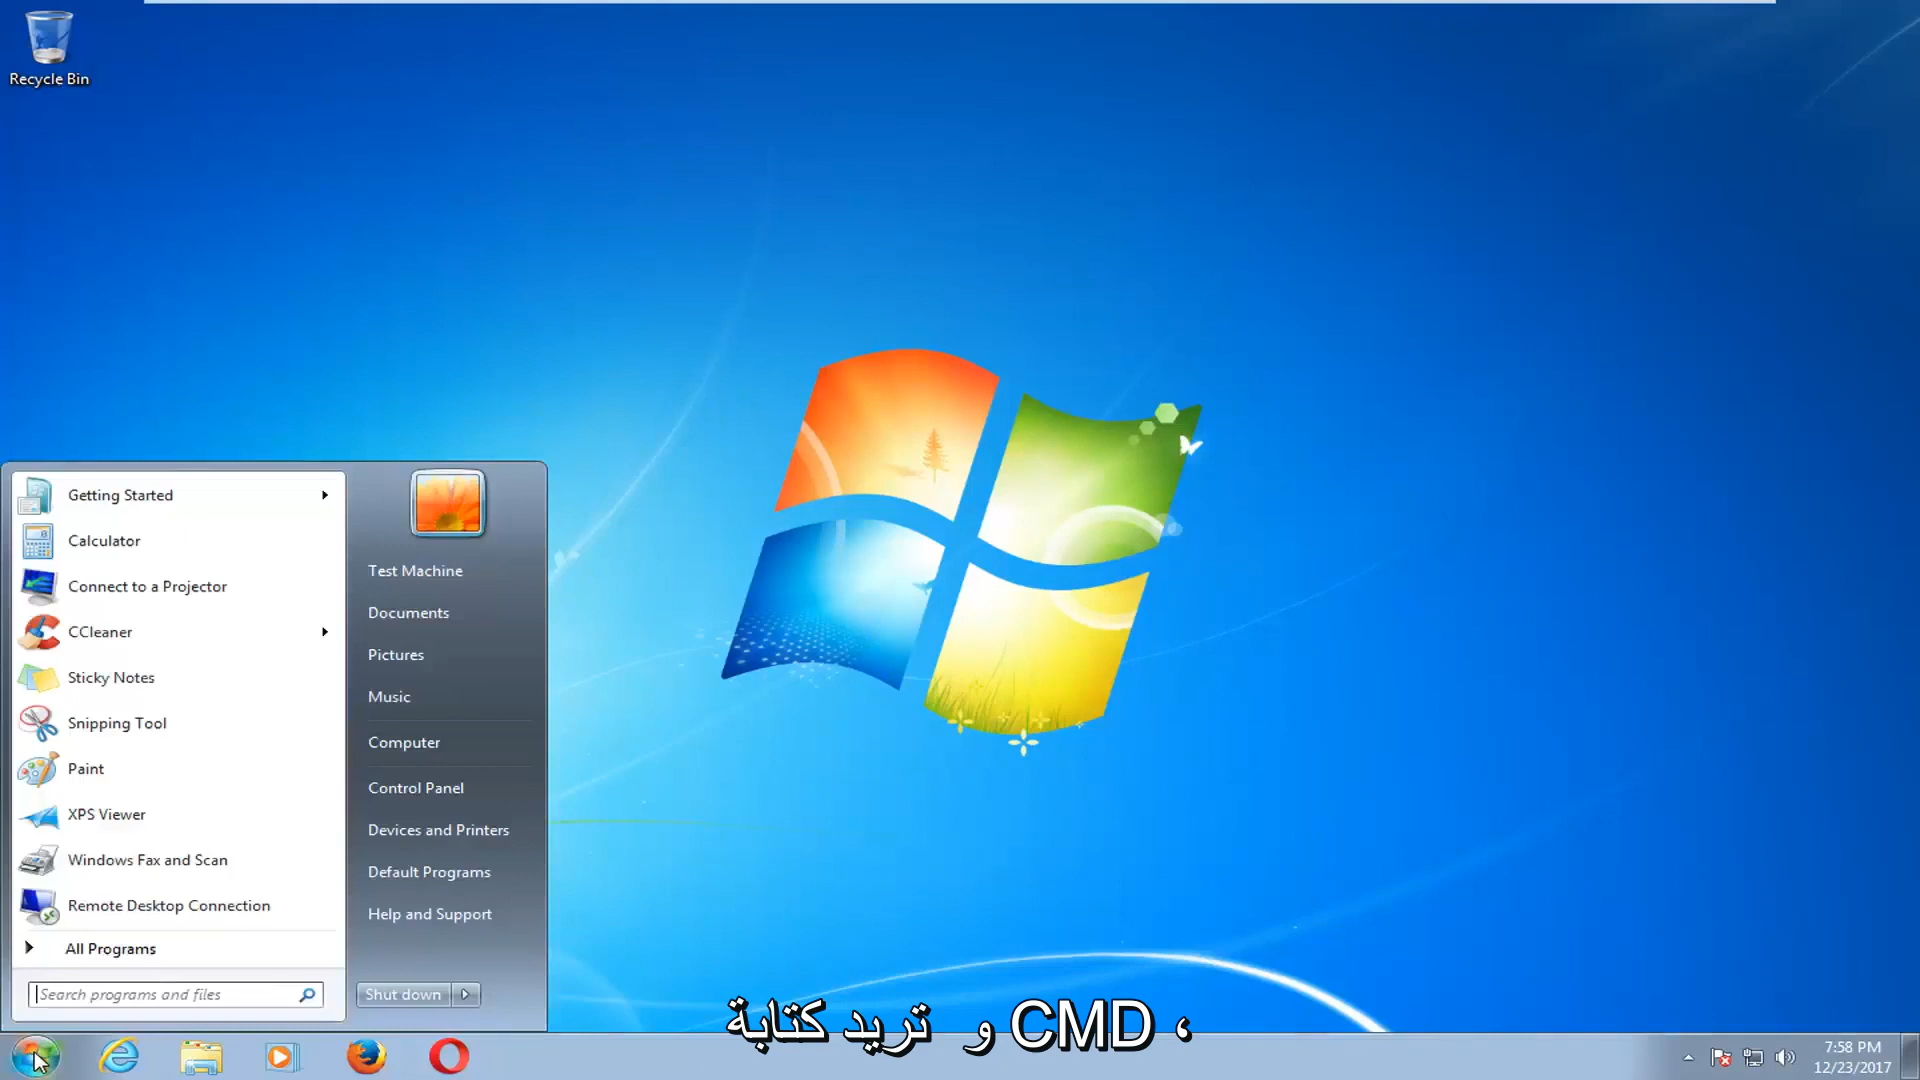 Recycle Bin
Getting Started
Calculator
Connect to a Projector
CCleaner
Sticky Notes
Snipping Tool
Paint
XPS Viewer
Windows Fax and Scan
Remote Desktop Connection
All Programs
Search programs and files
Test Machine
Documents
Pictures
Music
Computer
Control Panel
Devices and Printers
Default Programs
Help and Support
Shut down
و تريد كتابة CMD ،
7:58 PM
12/23/2017